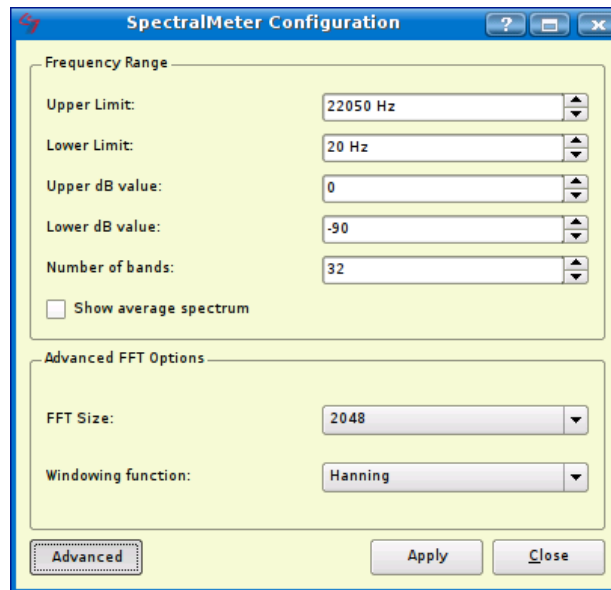 SpectralMeter Configuration
Frequency Range
Upper Limit: 22050 Hz
Lower Limit: 20 Hz
Upper dB value: 0
Lower dB value: -90
Number of bands: 32
Show average spectrum
Advanced FFT Options
FFT Size: 2048
Windowing function: Hanning
Advanced Apply Close